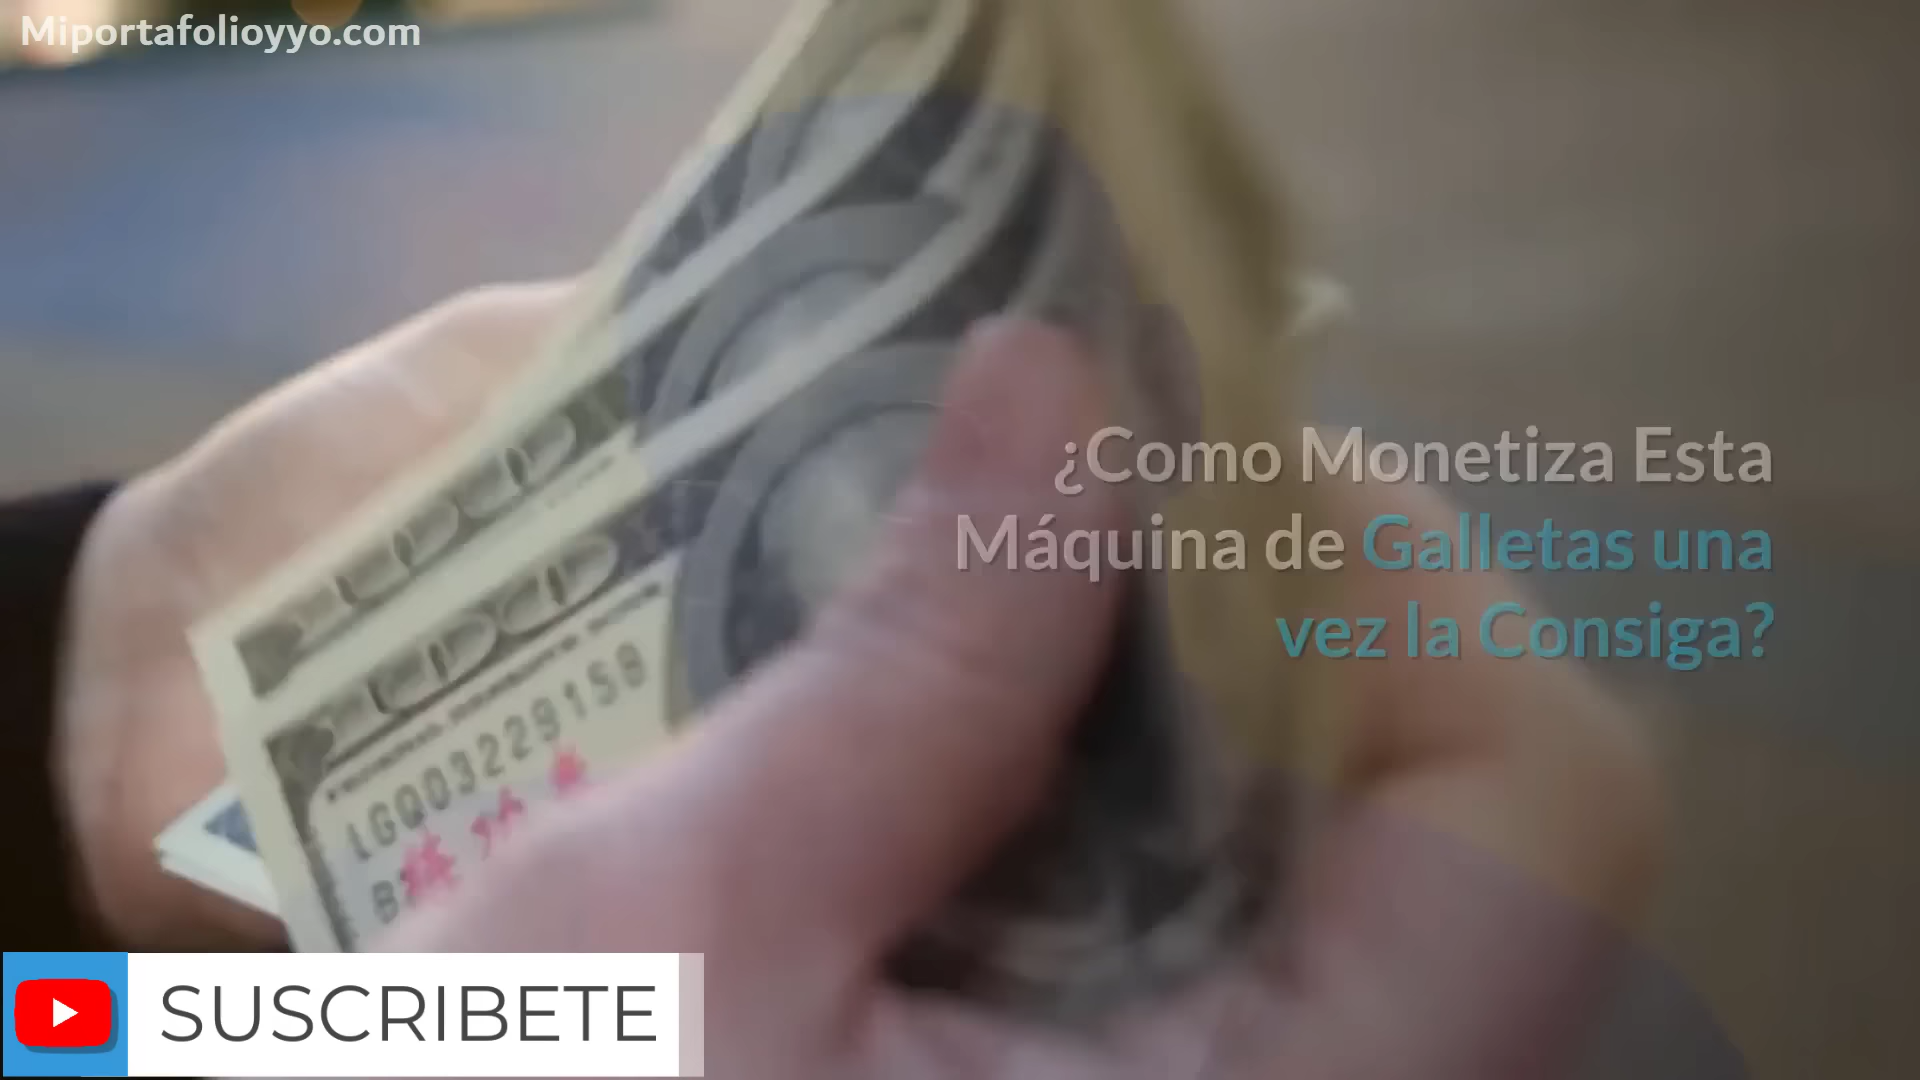 Miportafolioyyo.com
¿Como Monetiza Esta
Máquina de Galletas una
vez la Consiga?
SUSCRIBETE